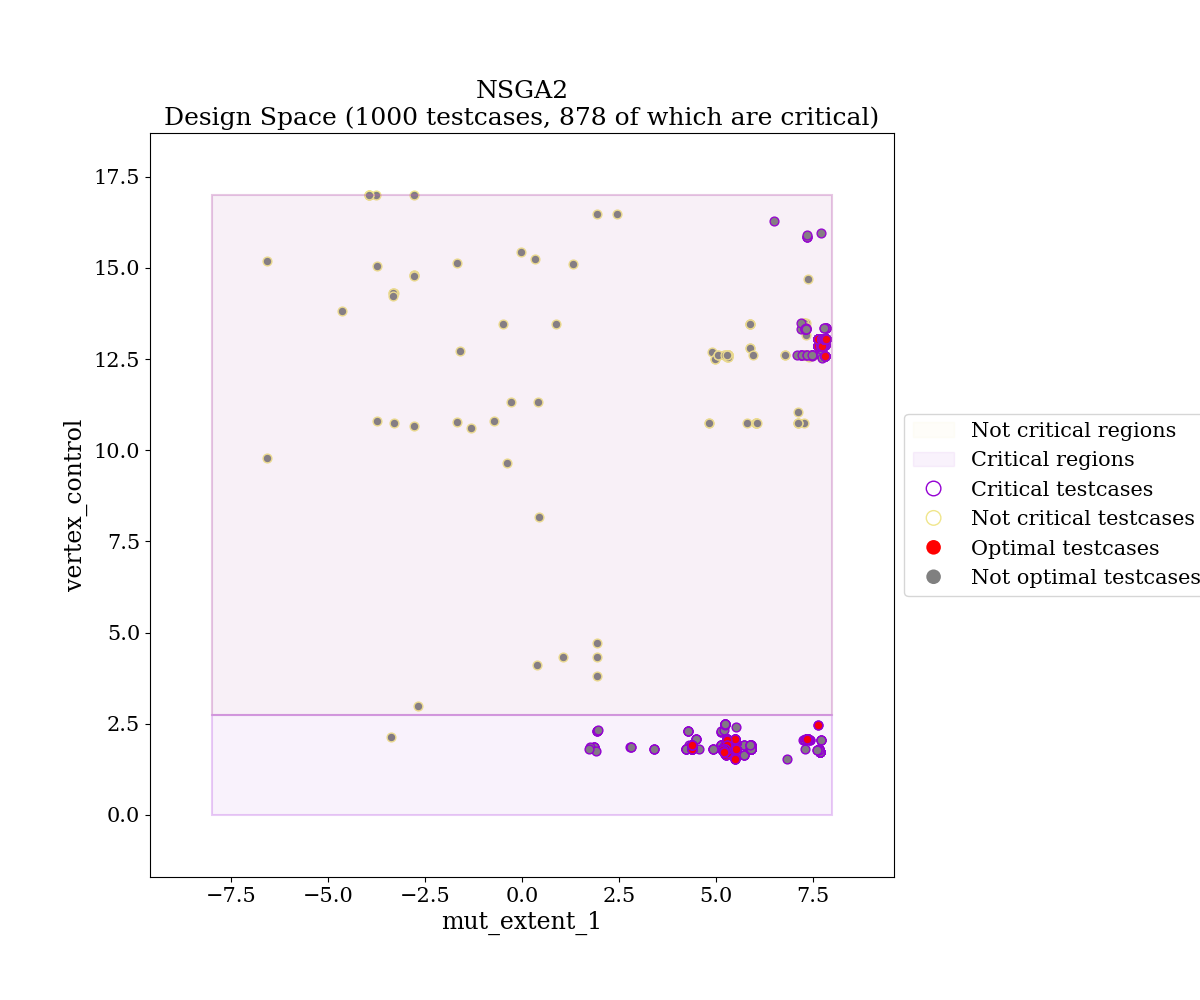 NSGA2
Design Space (1000 testcases, 878 of which are critical)
17.5
15.0
12.5
10.0
7.5
5.0
2.5
0.0
vertex_control
−7.5
−5.0
−2.5
0.0
2.5
5.0
7.5
mut_extent_1
Not critical regions
Critical regions
Critical testcases
Not critical testcases
Optimal testcases
Not optimal testcases